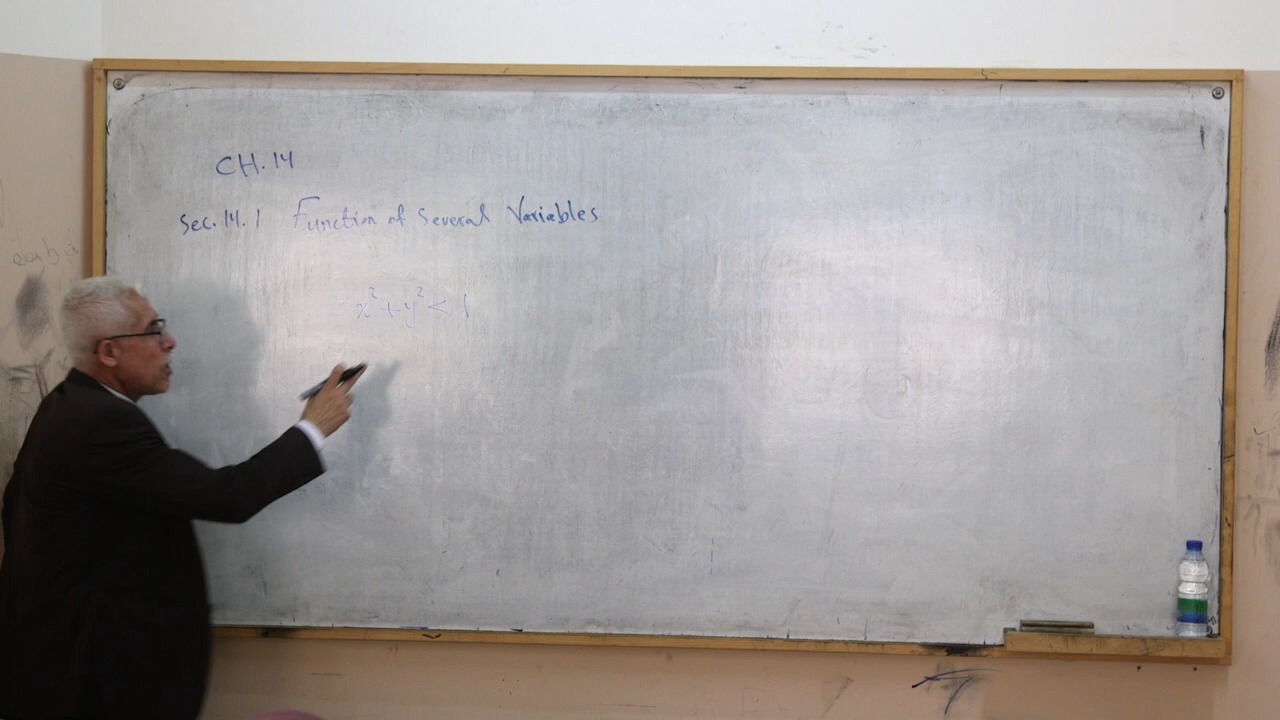 CH.14
Sec.14.1 Function of Several Variables
x²+y² < 1